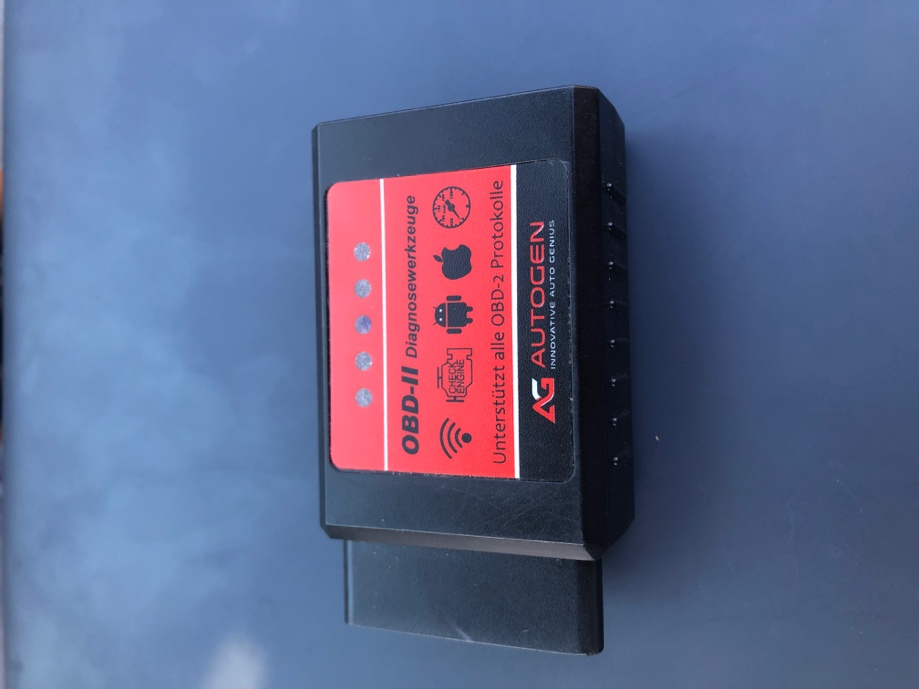 OBD-II Diagnosewerkzeuge
CHECK
ENGINE
Unterstützt alle OBD-2 Protokolle
AG AUTOGEN
INNOVATIVE AUTO GENIUS